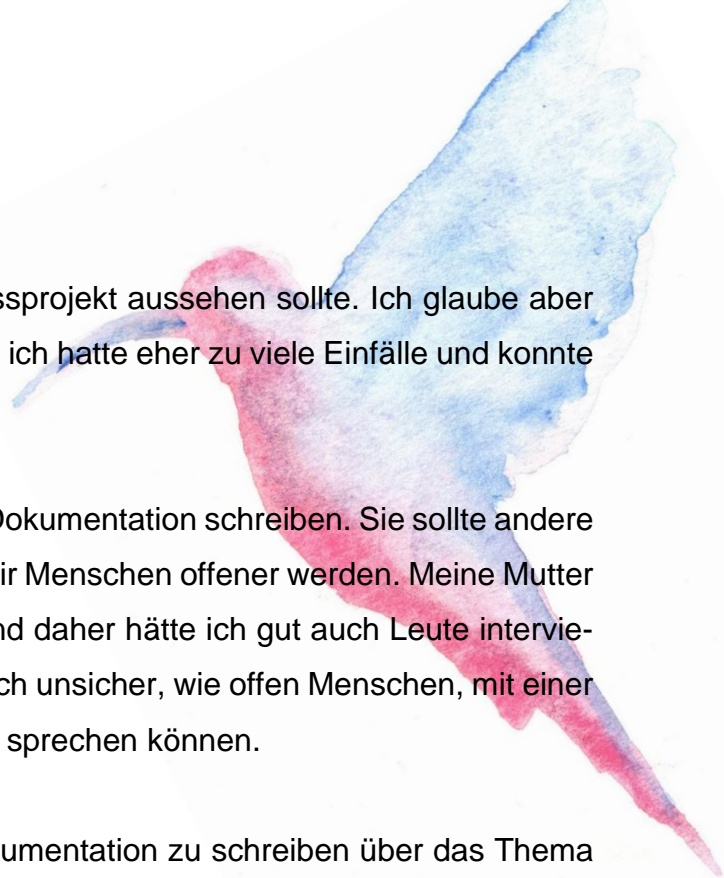 ssprojekt aussehen sollte. Ich glaube aber
ich hatte eher zu viele Einfälle und konnte
Dokumentation schreiben. Sie sollte andere
ir Menschen offener werden. Meine Mutter
nd daher hätte ich gut auch Leute intervie-
ch unsicher, wie offen Menschen, mit einer
sprechen können.
umentation zu schreiben über das Thema